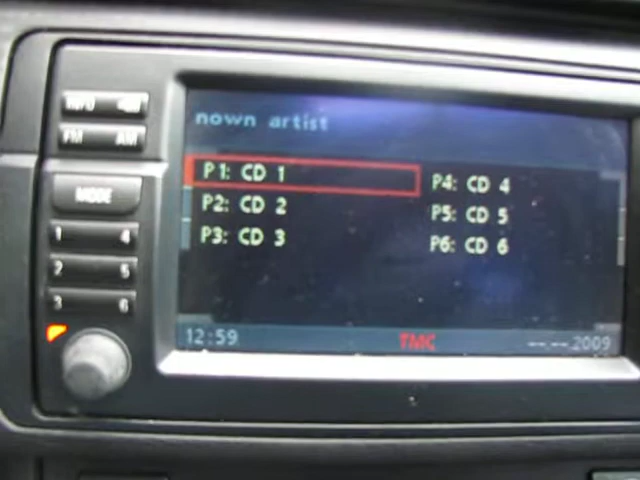 nown artist
P1: CD 1
P2: CD 2
P3: CD 3
P4: CD 4
P5: CD 5
P6: CD 6
12:59 TMC --.--.2009
INFO
FM AM
MODE
1 4
2 5
3 6